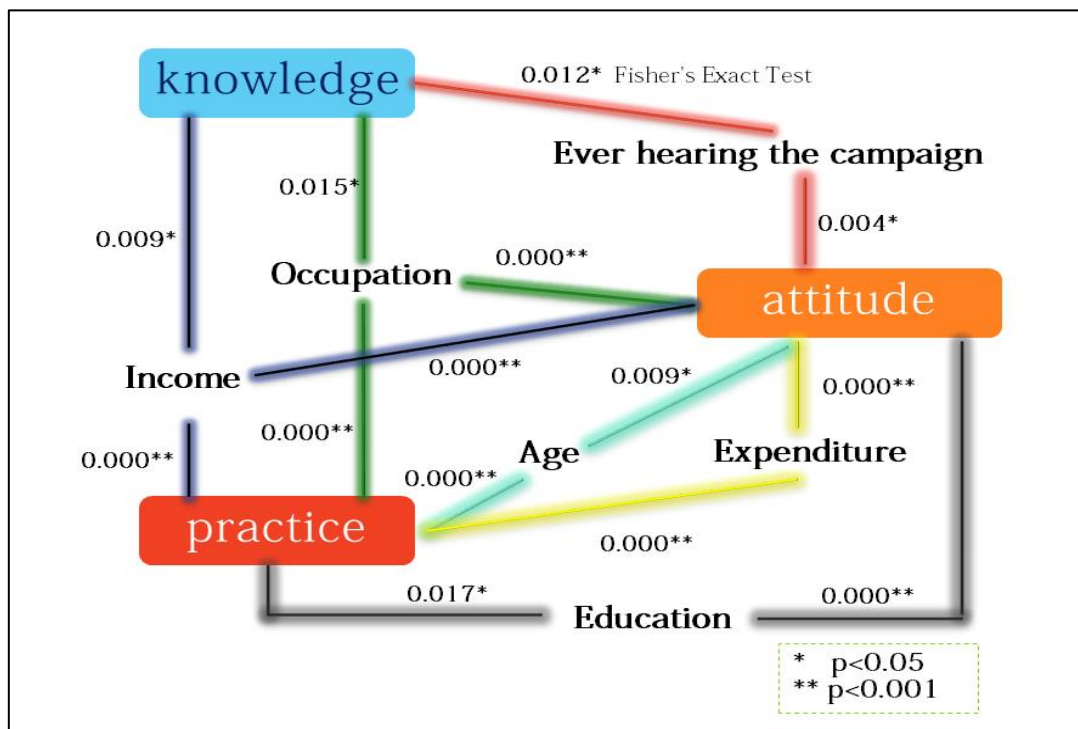 knowledge
0.012* Fisher's Exact Test
Ever hearing the campaign
0.015*
0.004*
0.009*
Occupation
0.000**
attitude
Income
0.000**
0.009*
0.000**
0.000**
0.000**
Age
Expenditure
0.000**
practice
0.000**
0.017*
0.000**
Education
* p<0.05
** p<0.001